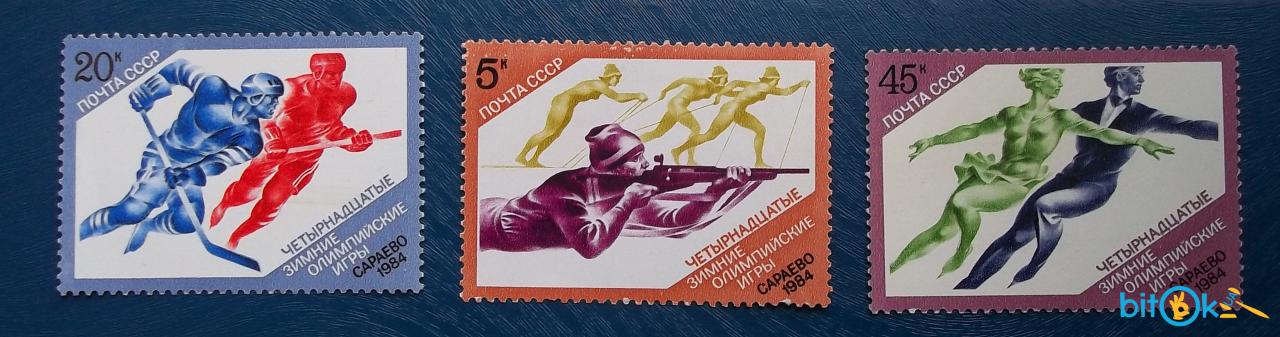 20к
ПОЧТА СССР
ЧЕТЫРНАДЦАТЫЕ
ЗИМНИЕ
ОЛИМПИЙСКИЕ
ИГРЫ
САРАЕВО
1984
5к
ПОЧТА СССР
ЧЕТЫРНАДЦАТЫЕ
ЗИМНИЕ
ОЛИМПИЙСКИЕ
ИГРЫ
САРАЕВО
1984
45к
ПОЧТА СССР
ЧЕТЫРНАДЦАТЫЕ
ЗИМНИЕ
ОЛИМПИЙСКИЕ
ИГРЫ
САРАЕВО
1984
bitOk
UA